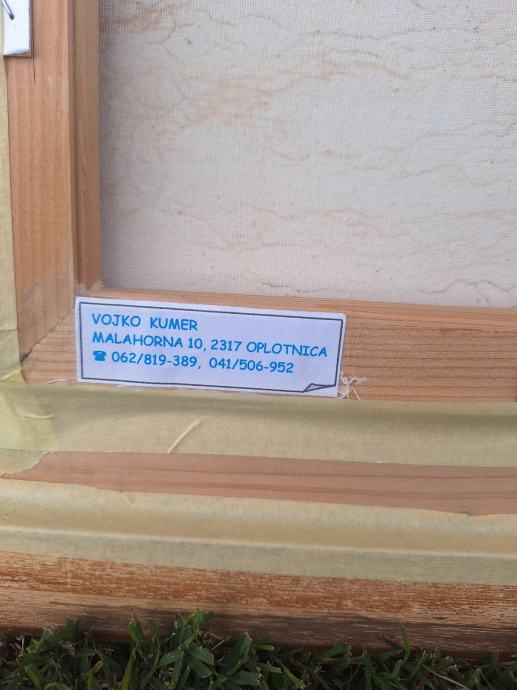 VOJKO KUMER
MALAHORNA 10, 2317 OPLOTNICA
☎ 062/819-389, 041/506-952